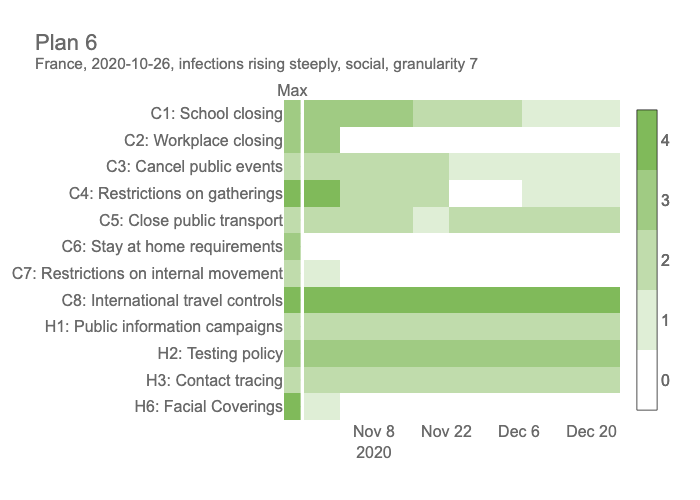 Plan 6
France, 2020-10-26, infections rising steeply, social, granularity 7
Max
C1: School closing
C2: Workplace closing
C3: Cancel public events
C4: Restrictions on gatherings
C5: Close public transport
C6: Stay at home requirements
C7: Restrictions on internal movement
C8: International travel controls
H1: Public information campaigns
H2: Testing policy
H3: Contact tracing
H6: Facial Coverings
4
3
2
1
0
Nov 8 Nov 22 Dec 6 Dec 20
2020